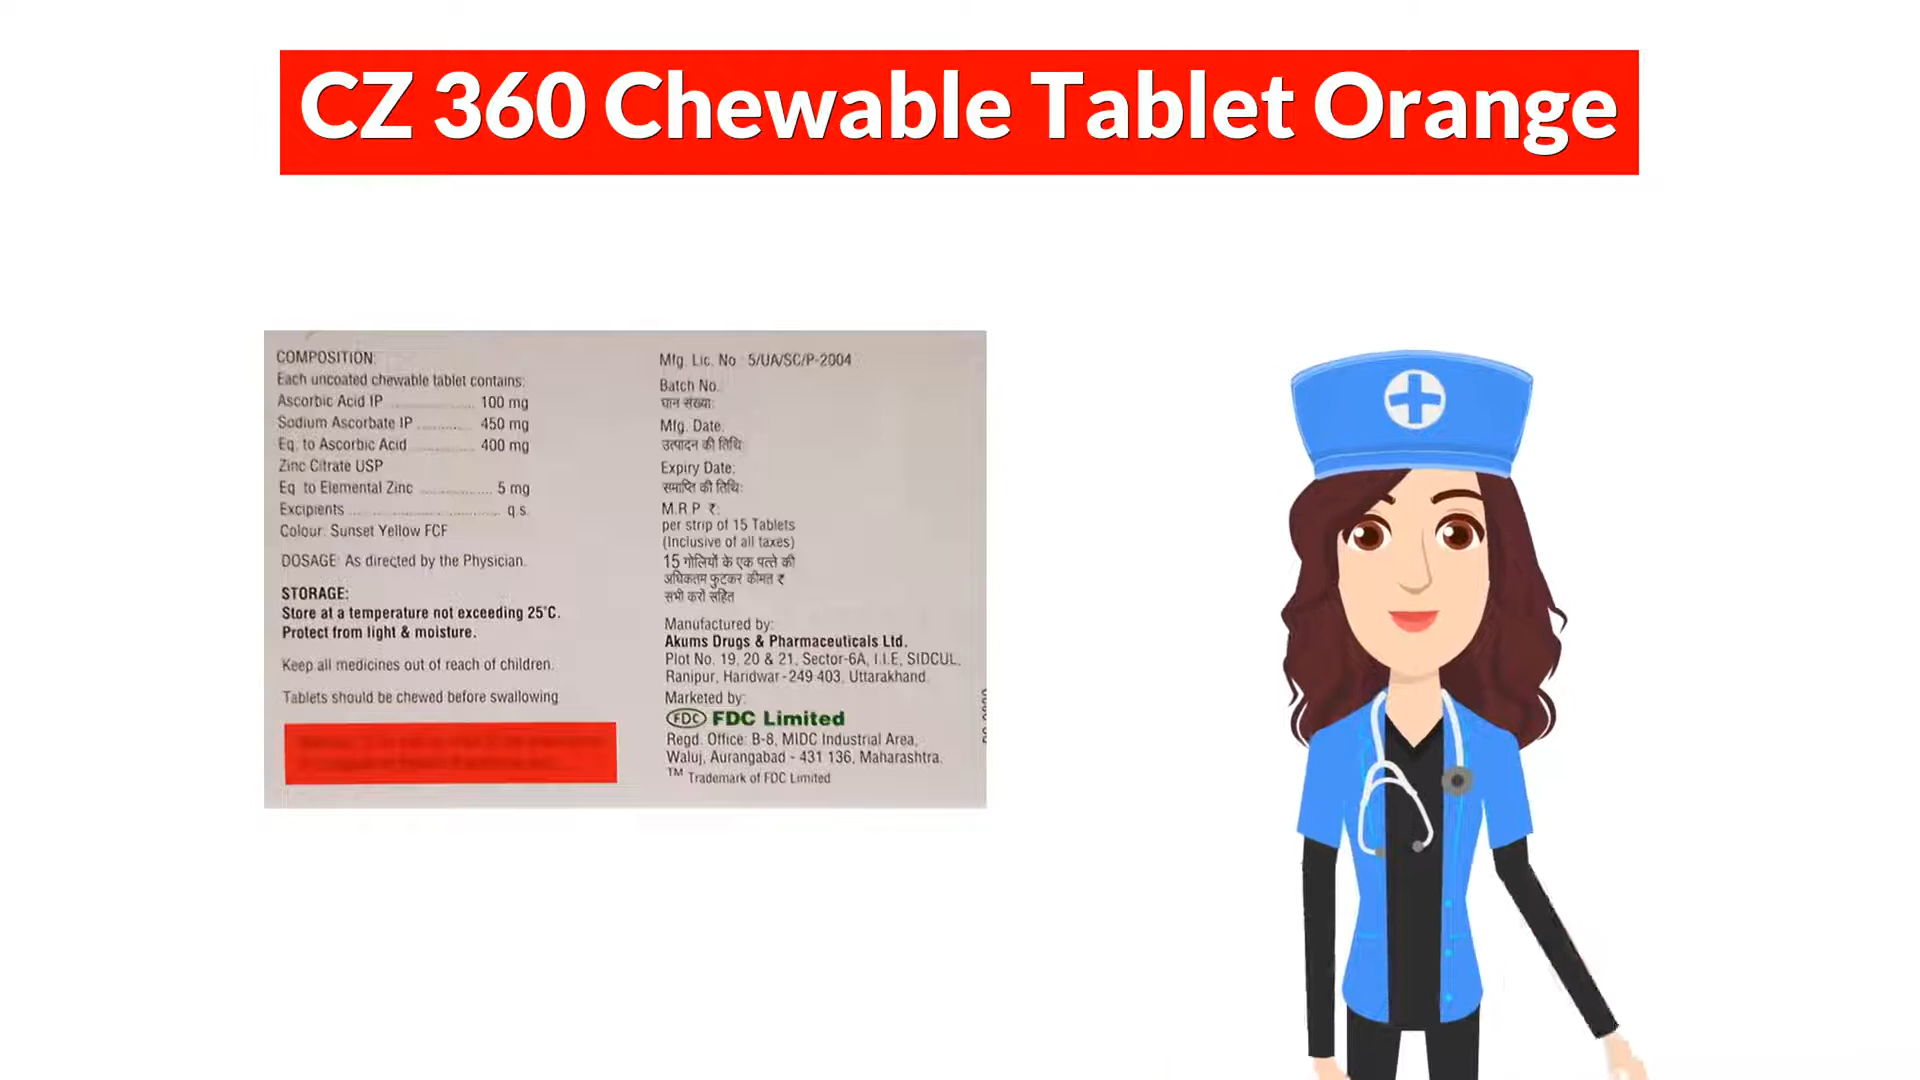 CZ 360 Chewable Tablet Orange
COMPOSITION:
Each uncoated chewable tablet contains:
Ascorbic Acid IP .................... 100 mg
Sodium Ascorbate IP ............. 450 mg
Eq. to Ascorbic Acid ............... 400 mg
Zinc Citrate USP
Eq. to Elemental Zinc ................. 5 mg
Excipients ................................... q.s.
Colour: Sunset Yellow FCF
DOSAGE: As directed by the Physician.
STORAGE:
Store at a temperature not exceeding 25°C.
Protect from light & moisture.
Keep all medicines out of reach of children.
Tablets should be chewed before swallowing
Mfg. Lic. No : 5/UA/SC/P-2004
Batch No.
घान संख्या:
Mfg. Date:
उत्पादन की तिथि:
Expiry Date:
समाप्ति की तिथि:
M.R.P. ₹:
per strip of 15 Tablets
(Inclusive of all taxes)
15 गोलियों के एक पत्ते की
अधिकतम फुटकर कीमत ₹
सभी करों सहित
Manufactured by:
Akums Drugs & Pharmaceuticals Ltd.
Plot No. 19, 20 & 21, Sector-6A, I.I.E, SIDCUL,
Ranipur, Haridwar-249 403, Uttarakhand.
Marketed by:
FDC FDC Limited
Regd. Office: B-8, MIDC Industrial Area,
Waluj, Aurangabad - 431 136, Maharashtra.
TM Trademark of FDC Limited